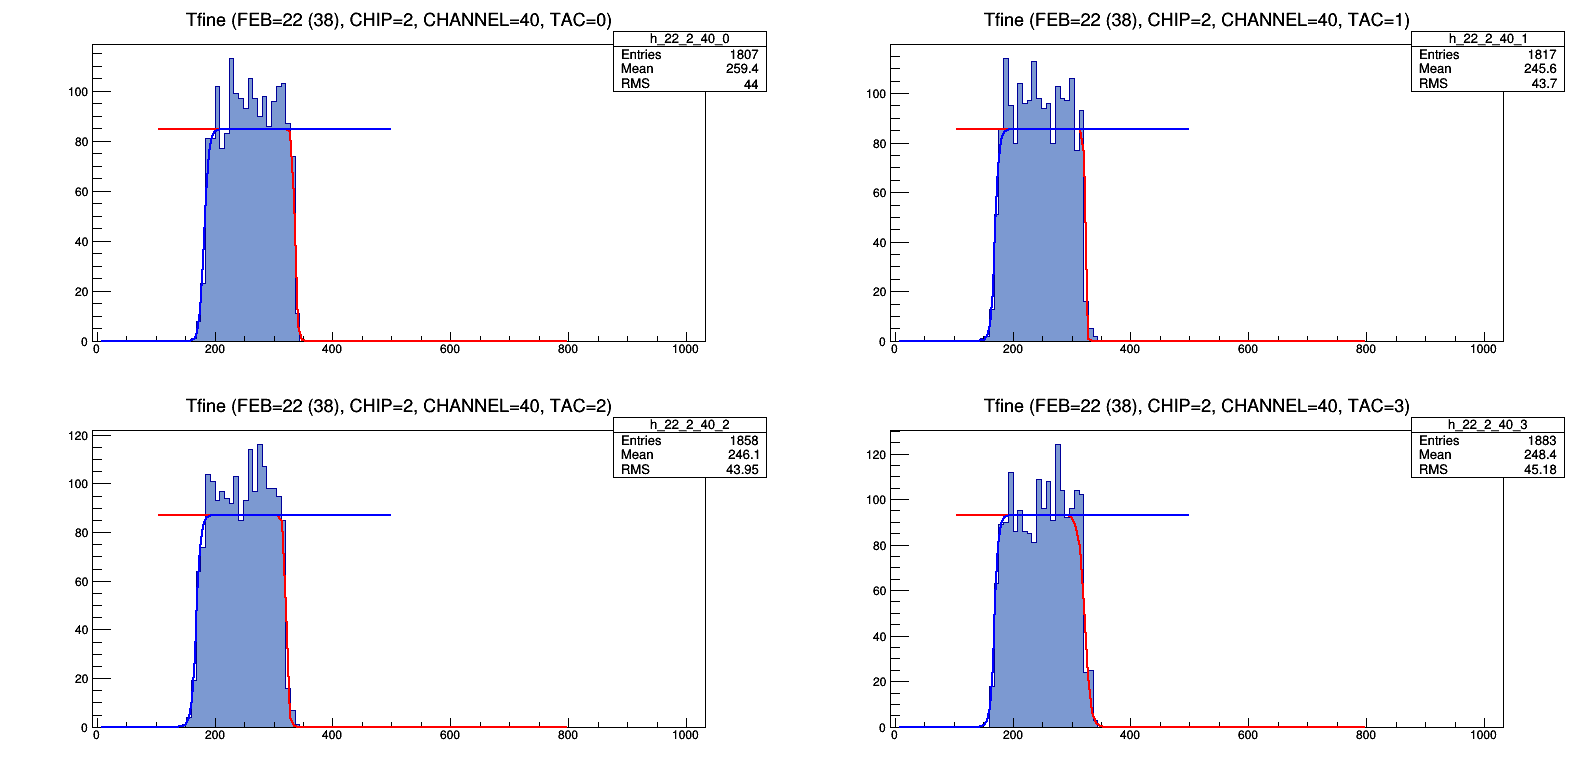 Tfine (FEB=22 (38), CHIP=2, CHANNEL=40, TAC=0)
h_22_2_40_0
Entries 1807
Mean 259.4
RMS 44
100
80
60
40
20
0
0 200 400 600 800 1000
Tfine (FEB=22 (38), CHIP=2, CHANNEL=40, TAC=1)
h_22_2_40_1
Entries 1817
Mean 245.6
RMS 43.7
100
80
60
40
20
0
0 200 400 600 800 1000
Tfine (FEB=22 (38), CHIP=2, CHANNEL=40, TAC=2)
h_22_2_40_2
Entries 1858
Mean 246.1
RMS 43.95
120
100
80
60
40
20
0
0 200 400 600 800 1000
Tfine (FEB=22 (38), CHIP=2, CHANNEL=40, TAC=3)
h_22_2_40_3
Entries 1883
Mean 248.4
RMS 45.18
120
100
80
60
40
20
0
0 200 400 600 800 1000